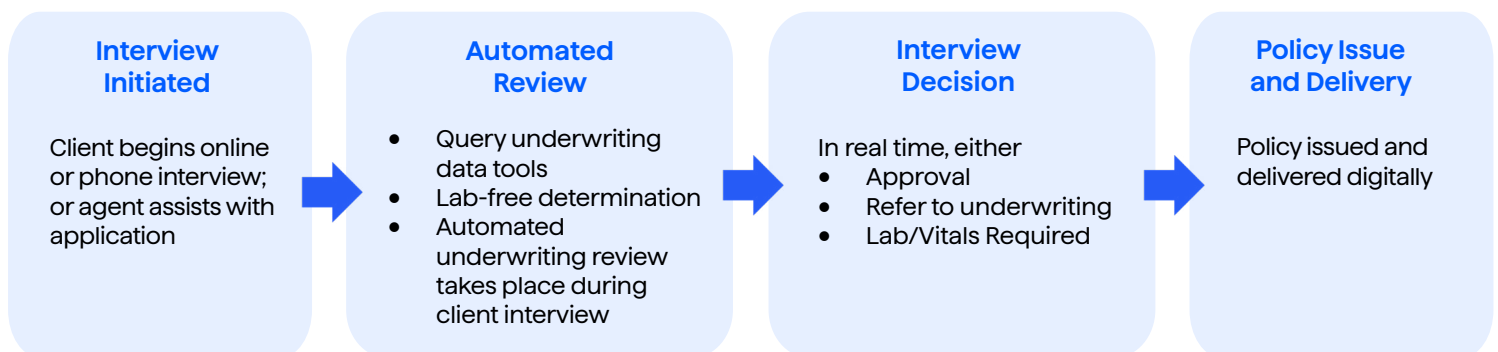 Interview
Initiated
Client begins online
or phone interview;
or agent assists with
application
Automated
Review
• Query underwriting
data tools
• Lab-free determination
• Automated
underwriting review
takes place during
client interview
Interview
Decision
In real time, either
• Approval
• Refer to underwriting
• Lab/Vitals Required
Policy Issue
and Delivery
Policy issued and
delivered digitally